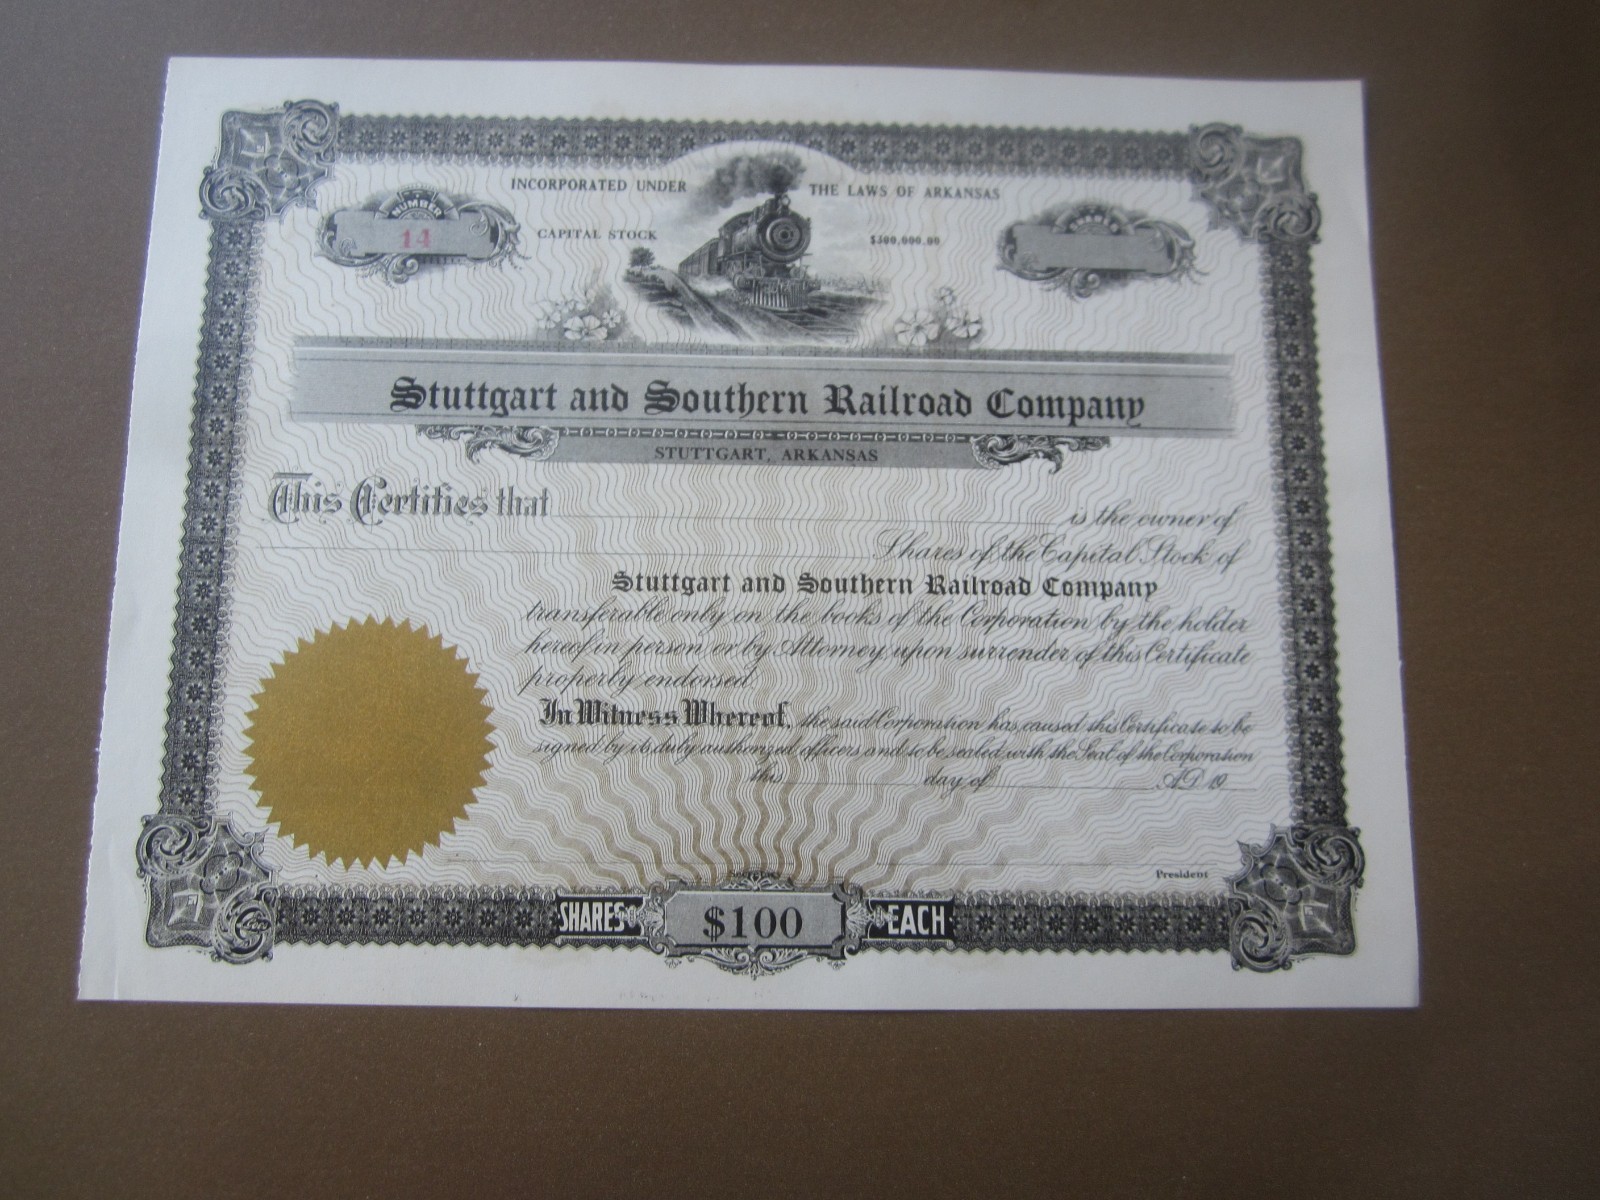 INCORPORATED UNDER THE LAWS OF ARKANSAS
NUMBER
14
CAPITAL STOCK $300,000.00
SHARES
Stuttgart and Southern Railroad Company
STUTTGART, ARKANSAS
This Certifies that is the owner of
Shares of the Capital Stock of
Stuttgart and Southern Railroad Company
transferable only on the books of the Corporation by the holder
hereof in person or by Attorney upon surrender of this Certificate
properly endorsed.
In Witness Whereof, the said Corporation has caused this Certificate to be
signed by its duly authorized officers and to be sealed with the Seal of the Corporation
this day of A.D. 19
Secretary
President
SHARES $100 EACH